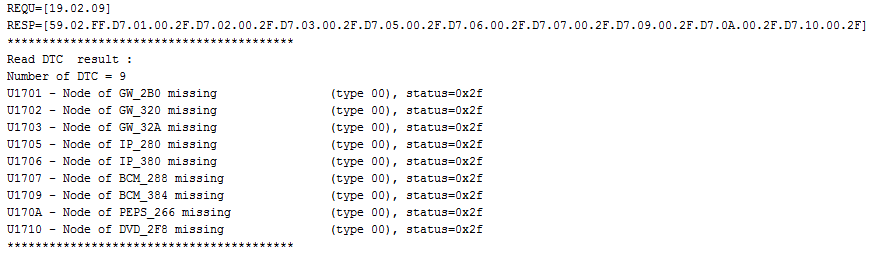 REQU=[19.02.09]
RESP=[59.02.FF.D7.01.00.2F.D7.02.00.2F.D7.03.00.2F.D7.05.00.2F.D7.06.00.2F.D7.07.00.2F.D7.09.00.2F.D7.0A.00.2F.D7.10.00.2F]
*****************************************
Read DTC  result :
Number of DTC = 9
U1701 - Node of GW_2B0 missing                (type 00), status=0x2f
U1702 - Node of GW_320 missing                (type 00), status=0x2f
U1703 - Node of GW_32A missing                (type 00), status=0x2f
U1705 - Node of IP_280 missing                (type 00), status=0x2f
U1706 - Node of IP_380 missing                (type 00), status=0x2f
U1707 - Node of BCM_288 missing               (type 00), status=0x2f
U1709 - Node of BCM_384 missing               (type 00), status=0x2f
U170A - Node of PEPS_266 missing              (type 00), status=0x2f
U1710 - Node of DVD_2F8 missing               (type 00), status=0x2f
*****************************************